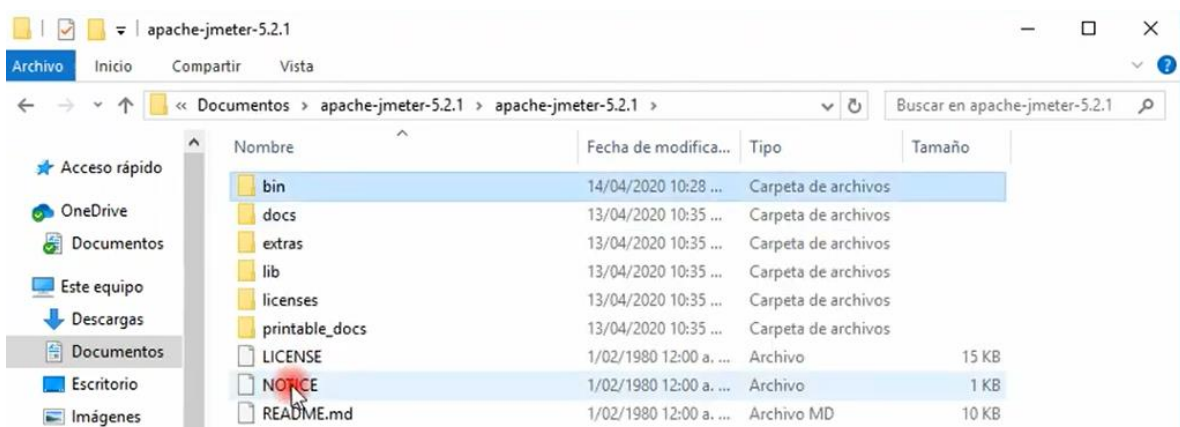 apache-jmeter-5.2.1
Archivo Inicio Compartir Vista
« Documentos › apache-jmeter-5.2.1 › apache-jmeter-5.2.1 › Buscar en apache-jmeter-5.2.1
Nombre Fecha de modifica... Tipo Tamaño
Acceso rápido
OneDrive
Documentos
Este equipo
Descargas
Documentos
Escritorio
Imágenes
bin 14/04/2020 10:28 ... Carpeta de archivos
docs 13/04/2020 10:35 ... Carpeta de archivos
extras 13/04/2020 10:35 ... Carpeta de archivos
lib 13/04/2020 10:35 ... Carpeta de archivos
licenses 13/04/2020 10:35 ... Carpeta de archivos
printable_docs 13/04/2020 10:35 ... Carpeta de archivos
LICENSE 1/02/1980 12:00 a. ... Archivo 15 KB
NOTICE 1/02/1980 12:00 a. ... Archivo 1 KB
README.md 1/02/1980 12:00 a. ... Archivo MD 10 KB